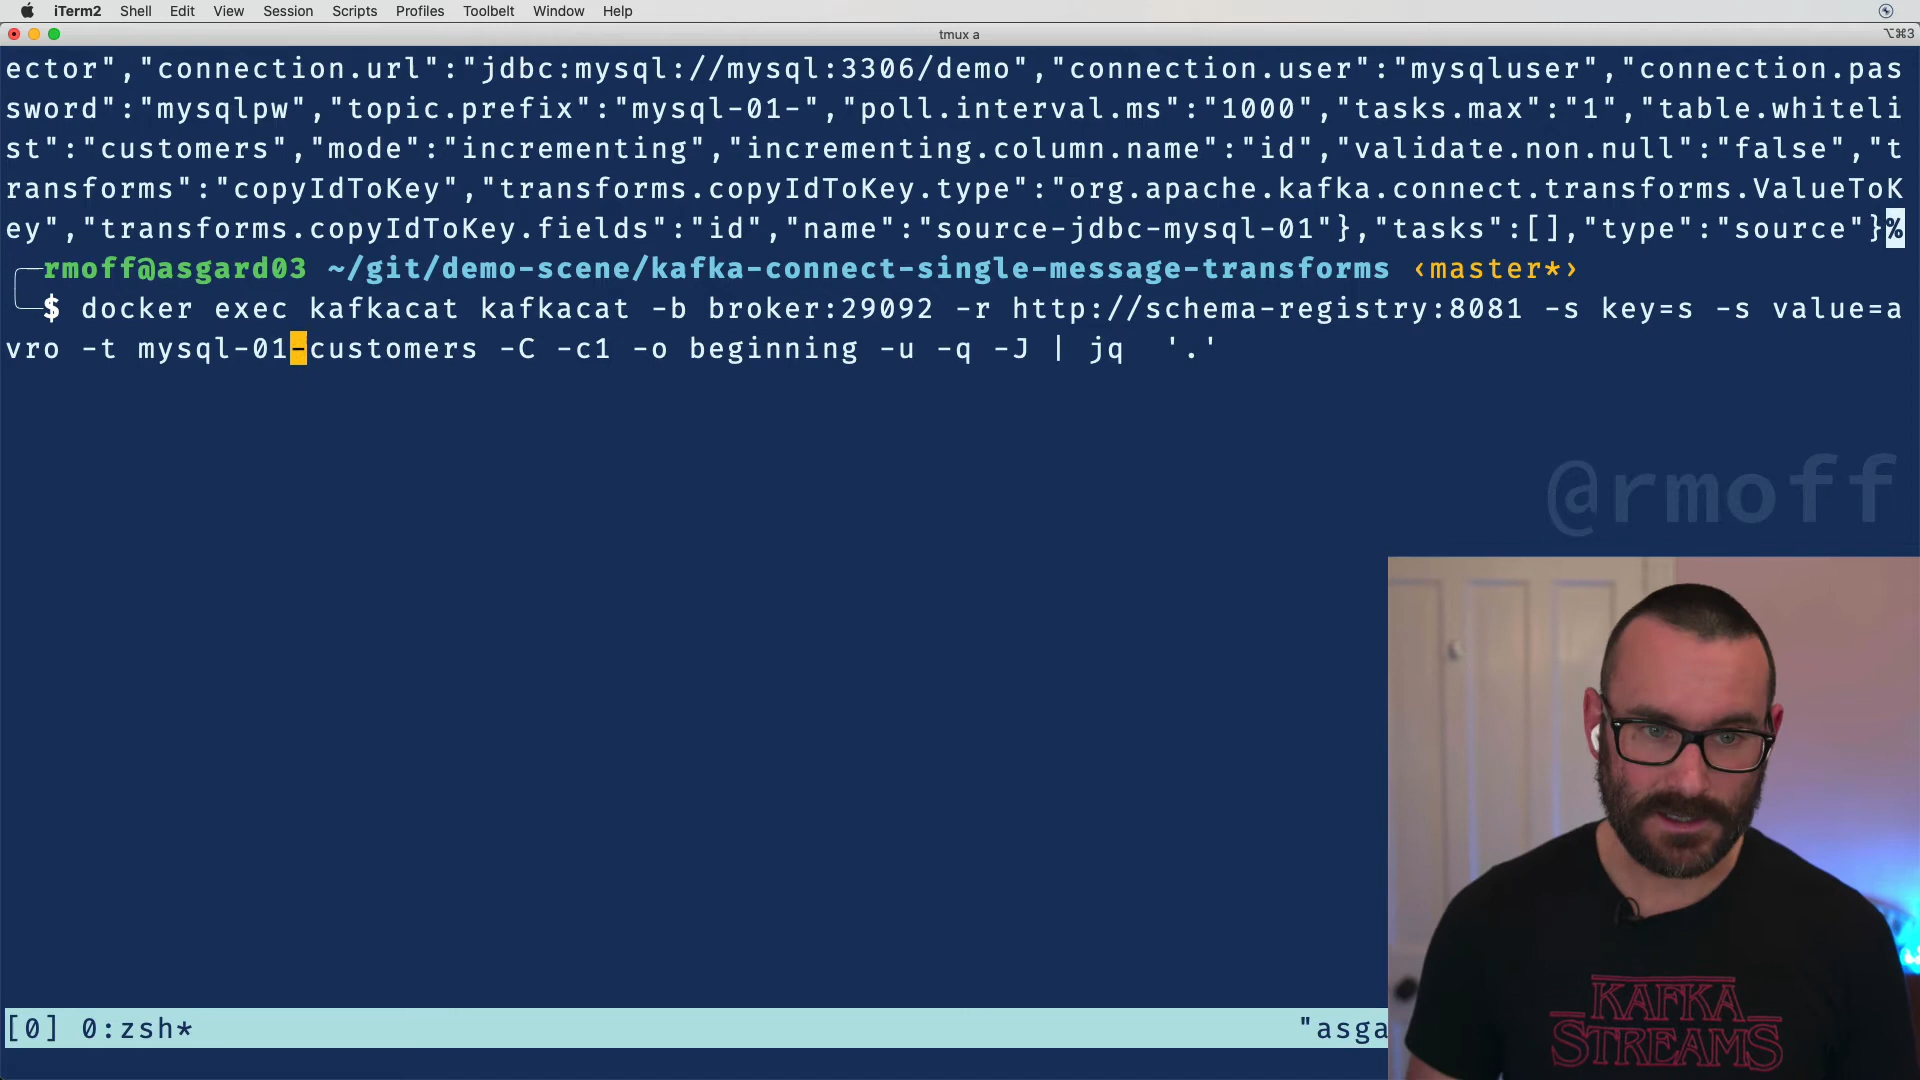 iTerm2 Shell Edit View Session Scripts Profiles Toolbelt Window Help
tmux a
⌥⌘3
ector","connection.url":"jdbc:mysql://mysql:3306/demo","connection.user":"mysqluser","connection.pas
sword":"mysqlpw","topic.prefix":"mysql-01-","poll.interval.ms":"1000","tasks.max":"1","table.whiteli
st":"customers","mode":"incrementing","incrementing.column.name":"id","validate.non.null":"false","t
ransforms":"copyIdToKey","transforms.copyIdToKey.type":"org.apache.kafka.connect.transforms.ValueToK
ey","transforms.copyIdToKey.fields":"id","name":"source-jdbc-mysql-01"},"tasks":[],"type":"source"}%
rmoff@asgard03 ~/git/demo-scene/kafka-connect-single-message-transforms ‹master*›
$ docker exec kafkacat kafkacat -b broker:29092 -r http://schema-registry:8081 -s key=s -s value=a
vro -t mysql-01-customers -C -c1 -o beginning -u -q -J | jq  '.'
@rmoff
KAFKA
STREAMS
[0] 0:zsh* "asga